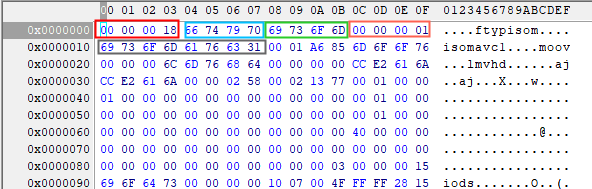 00 01 02 03 04 05 06 07 08 09 0A 0B 0C 0D 0E 0F 0123456789ABCDEF
0x0000000 00 00 00 18 66 74 79 70 69 73 6F 6D 00 00 00 01 ....ftypisom....
0x0000010 69 73 6F 6D 61 76 63 31 00 01 A6 85 6D 6F 6F 76 isomavc1....moov
0x0000020 00 00 00 6C 6D 76 68 64 00 00 00 00 CC E2 61 6A ...lmvhd......aj
0x0000030 CC E2 61 6A 00 00 02 58 00 02 13 77 00 01 00 00 ..aj...X...w....
0x0000040 01 00 00 00 00 00 00 00 00 00 00 00 00 01 00 00 ................
0x0000050 00 00 00 00 00 00 00 00 00 00 00 00 00 01 00 00 ................
0x0000060 00 00 00 00 00 00 00 00 00 00 00 00 40 00 00 00 ............@...
0x0000070 00 00 00 00 00 00 00 00 00 00 00 00 00 00 00 00 ................
0x0000080 00 00 00 00 00 00 00 00 00 00 00 03 00 00 00 15 ................
0x0000090 69 6F 64 73 00 00 00 00 10 07 00 4F FF FF 28 15 iods.......O..(.